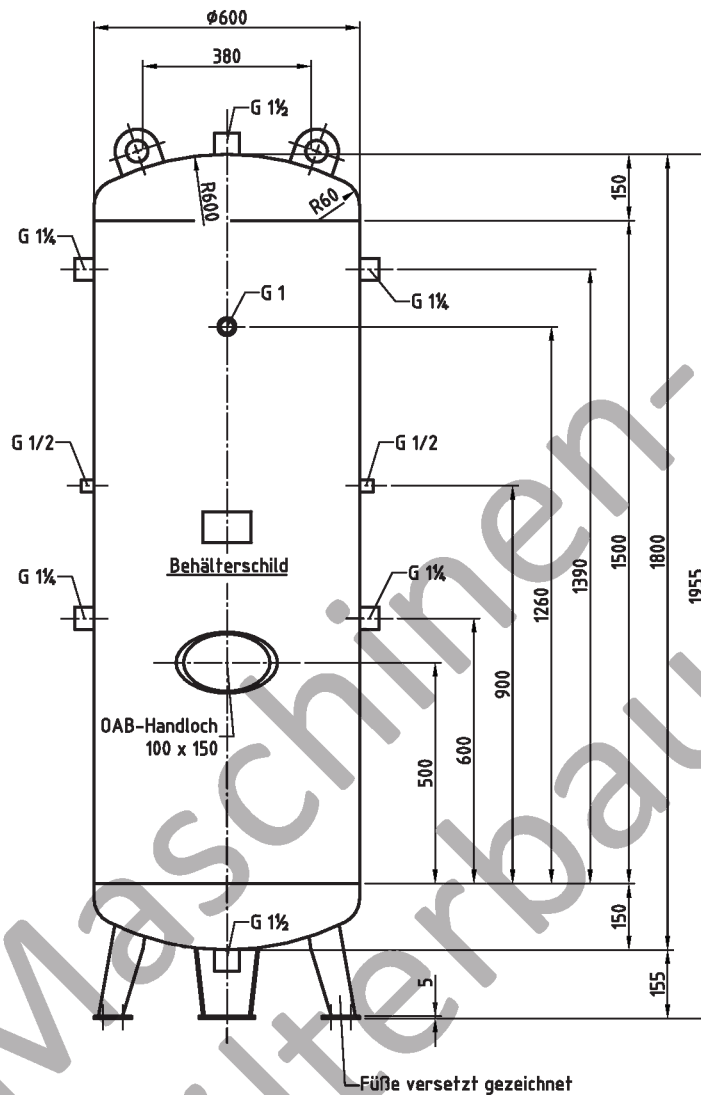 Ø600
380
G 1½
R600
R60
150
G 1¼
G 1¼
G 1
G 1/2
G 1/2
Behälterschild
G 1¼
G 1¼
OAB-Handloch
100 x 150
500
600
900
1260
1390
1500
1800
1955
G 1½
150
5
155
Füße versetzt gezeichnet
Maschinen-
lterbau